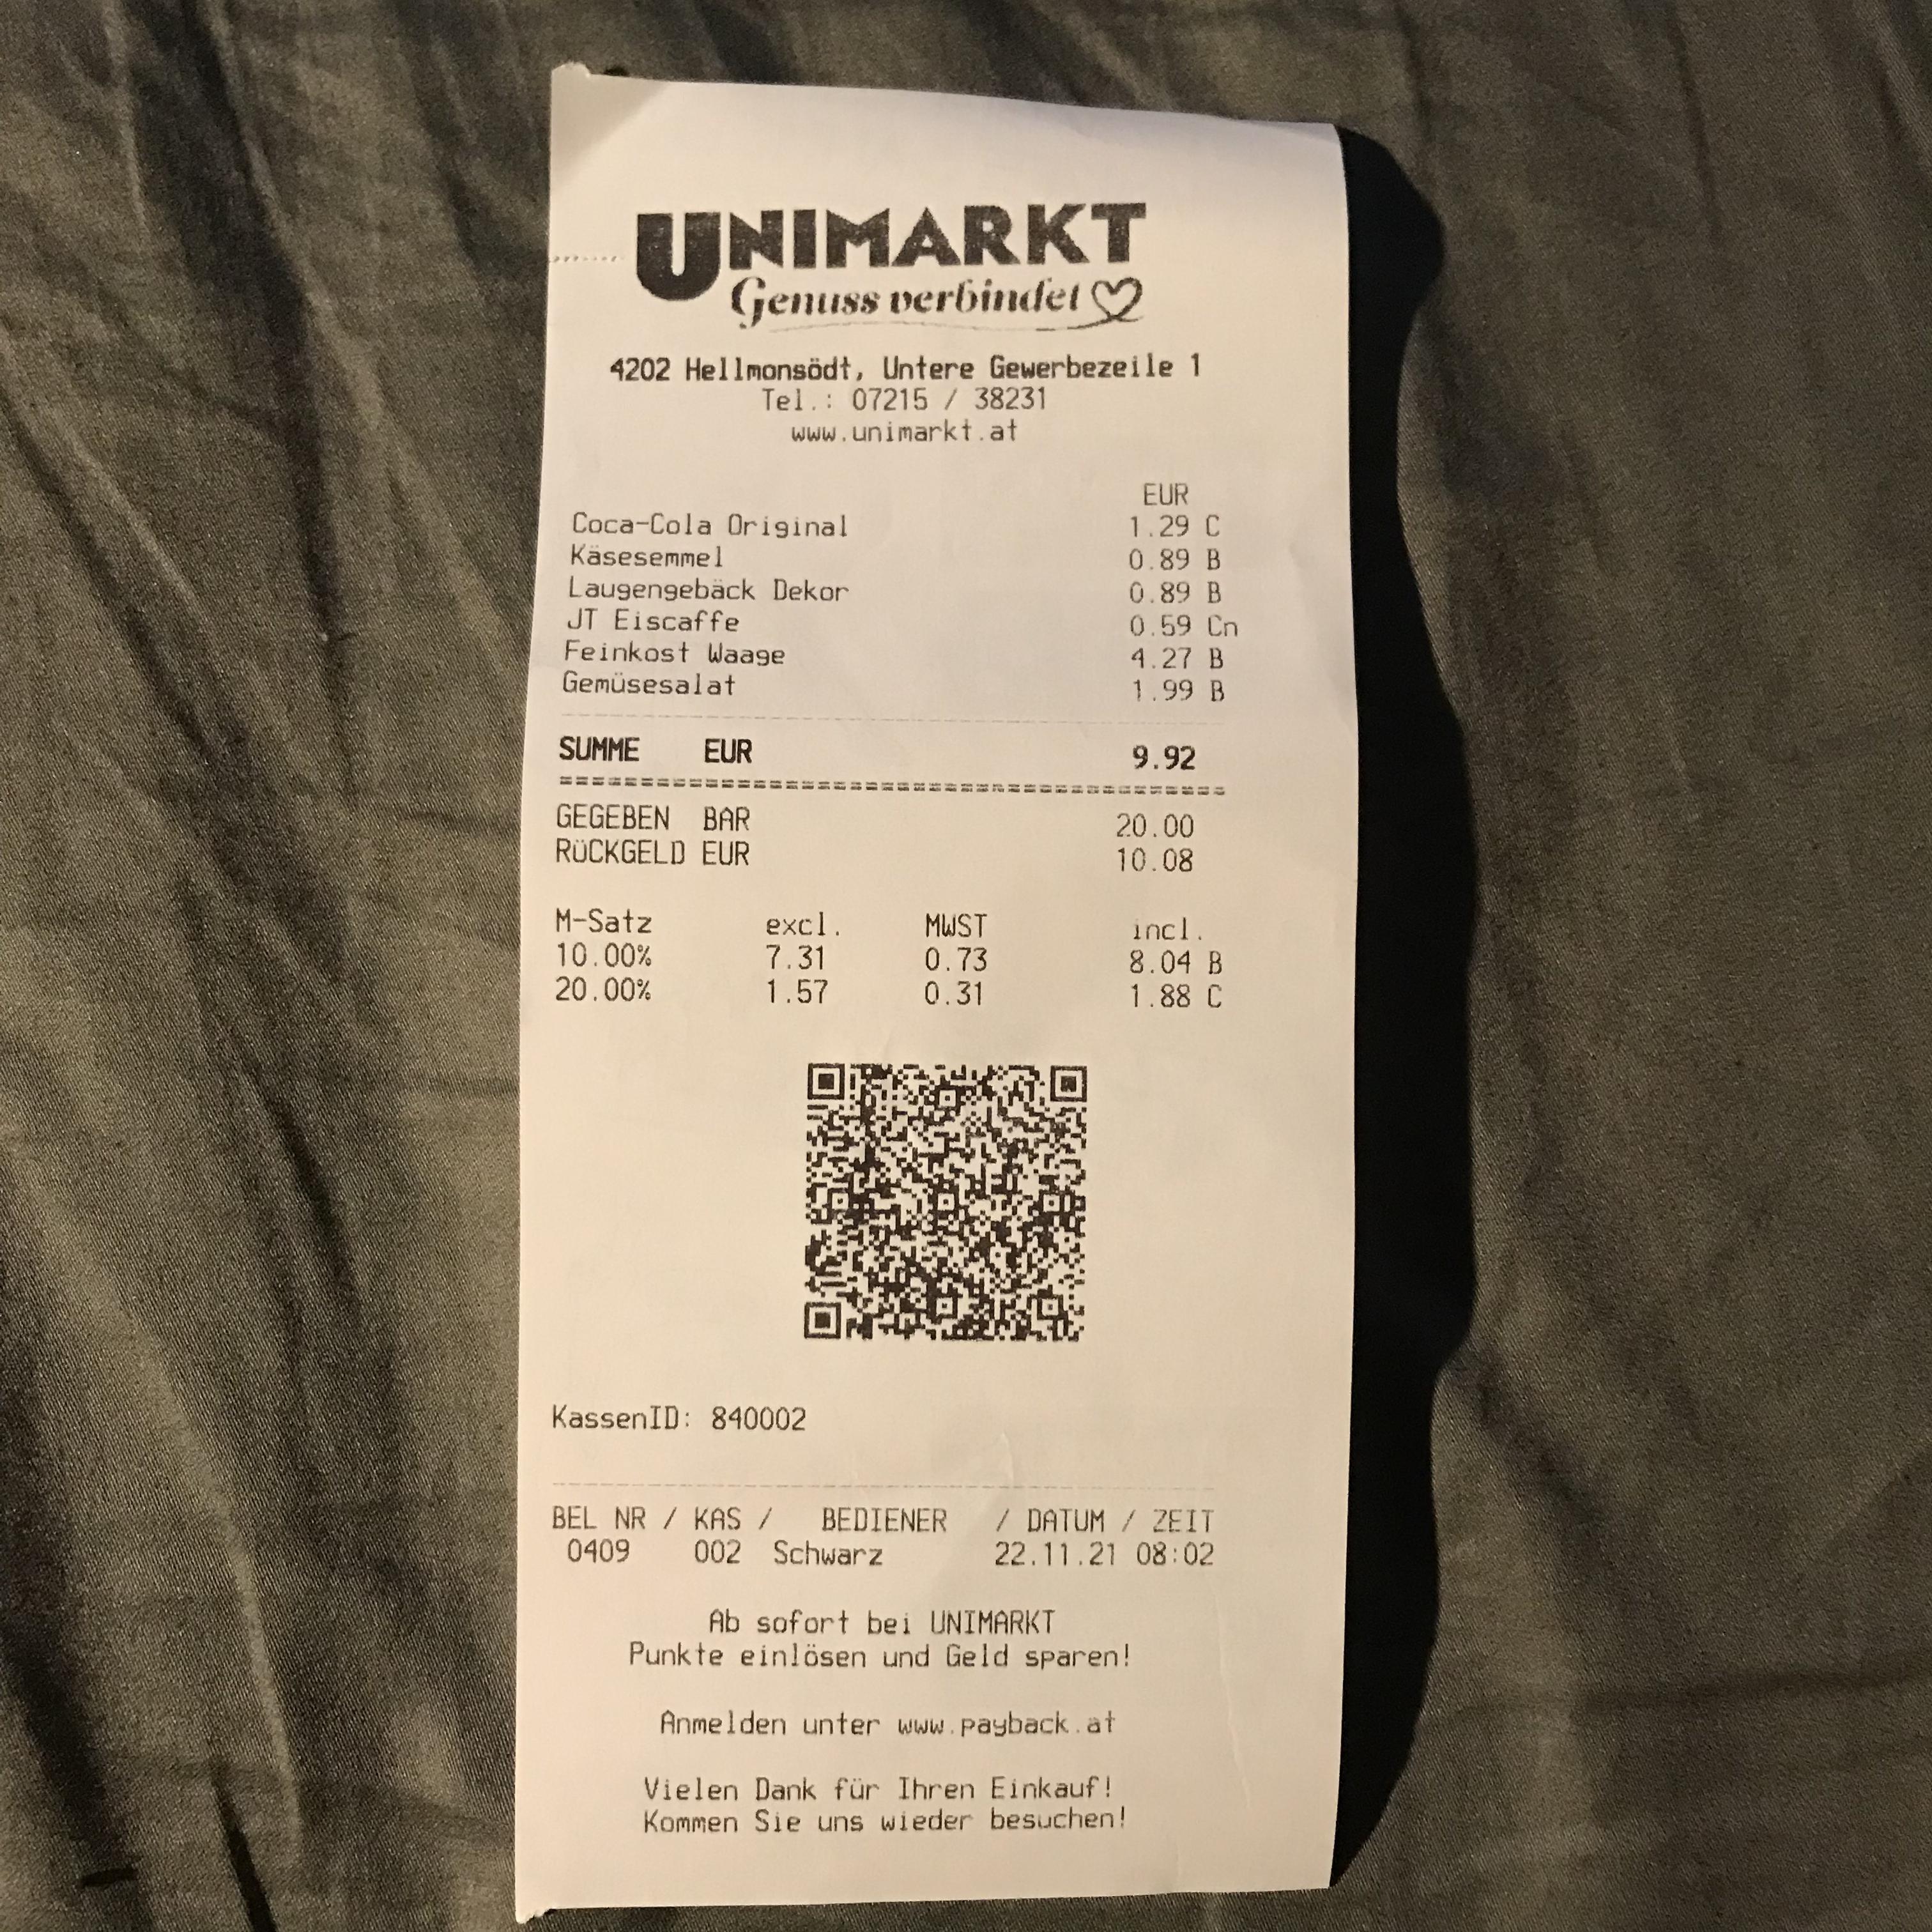 UNIMARKT
Genuss verbindet
4202 Hellmonsödt, Untere Gewerbezeile 1
Tel.: 07215 / 38231
www.unimarkt.at
EUR
Coca-Cola Original 1.29 C
Käsesemmel 0.89 B
Laugengebäck Dekor 0.89 B
JT Eiscaffe 0.59 Cn
Feinkost Waage 4.27 B
Gemüsesalat 1.99 B
SUMME EUR 9.92
GEGEBEN BAR 20.00
RüCKGELD EUR 10.08
M-Satz excl. MWST incl.
10.00% 7.31 0.73 8.04 B
20.00% 1.57 0.31 1.88 C
KassenID: 840002
BEL NR / KAS / BEDIENER / DATUM / ZEIT
0409 002 Schwarz 22.11.21 08:02
Ab sofort bei UNIMARKT
Punkte einlösen und Geld sparen!
Anmelden unter www.payback.at
Vielen Dank für Ihren Einkauf!
Kommen Sie uns wieder besuchen!